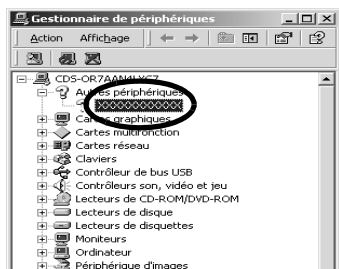 Gestionnaire de périphériques
Action Affichage
Autres périphériques
XXXXXXXXXXXX
Cartes graphiques
Cartes multifonction
Cartes réseau
Claviers
Contrôleur de bus USB
Contrôleurs son, vidéo et jeu
Lecteurs de CD-ROM/DVD-ROM
Lecteurs de disque
Lecteurs de disquettes
Moniteurs
Ordinateur
Périphérique d'images